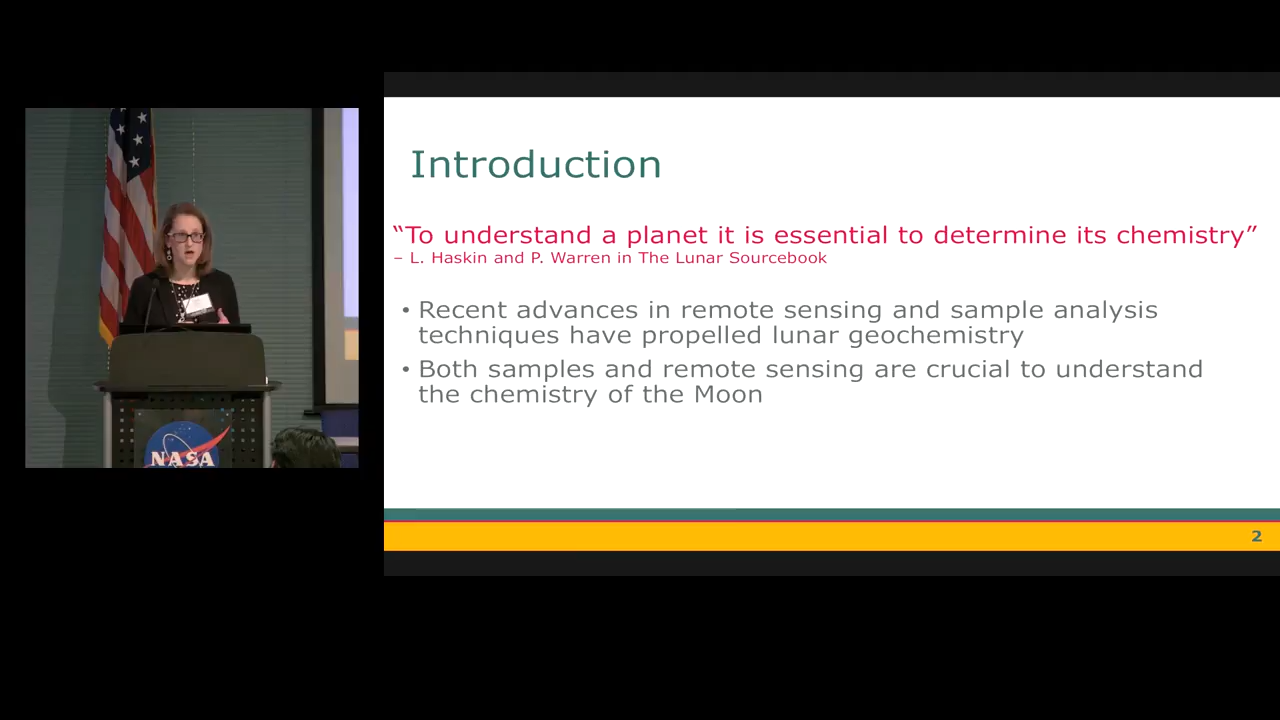 Introduction
“To understand a planet it is essential to determine its chemistry”
– L. Haskin and P. Warren in The Lunar Sourcebook
• Recent advances in remote sensing and sample analysis
techniques have propelled lunar geochemistry
• Both samples and remote sensing are crucial to understand
the chemistry of the Moon
2
NASA